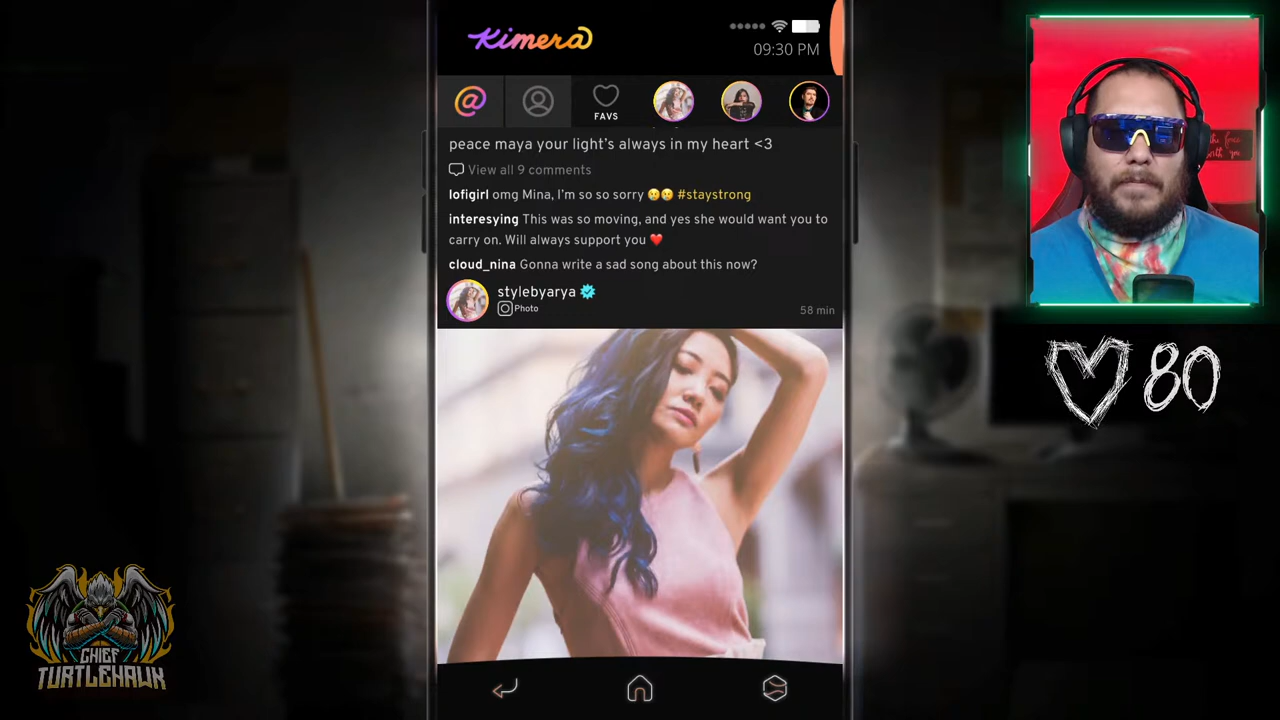 Kimera
09:30 PM
FAVS
peace maya your light's always in my heart <3
View all 9 comments
lofigirl omg Mina, I'm so so sorry 😢😢 #staystrong
interesying This was so moving, and yes she would want you to
carry on. Will always support you ❤️
cloud_nina Gonna write a sad song about this now?
stylebyarya
Photo
58 min
80
CHIEF
TURTLEHAWK